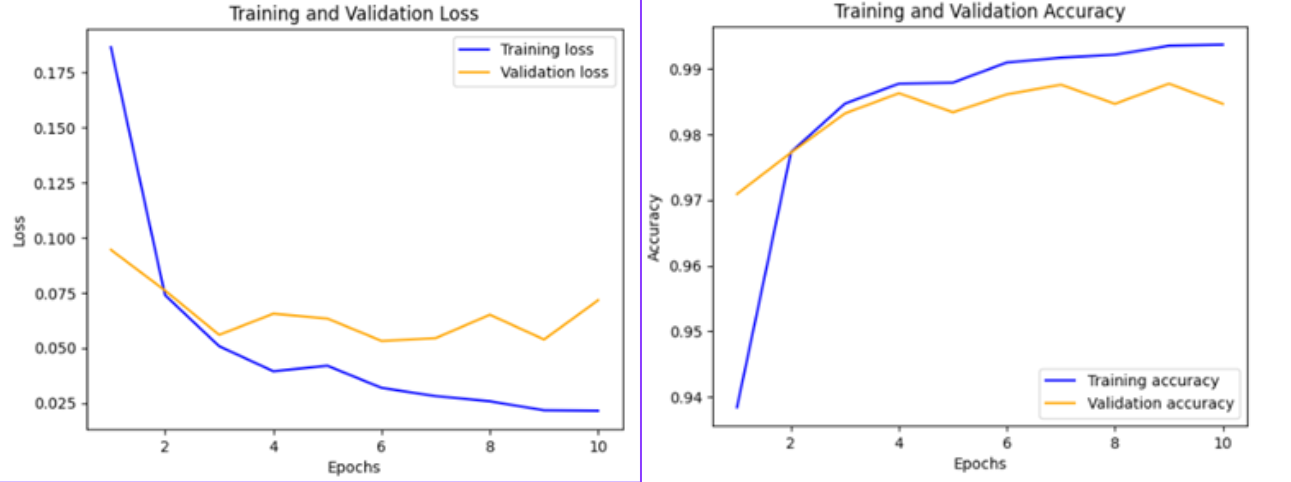 Training and Validation Loss
Training loss
Validation loss
0.175
0.150
0.125
0.100
0.075
0.050
0.025
Loss
2
4
6
8
10
Epochs
Training and Validation Accuracy
0.99
0.98
0.97
0.96
0.95
0.94
Accuracy
Training accuracy
Validation accuracy
2
4
6
8
10
Epochs